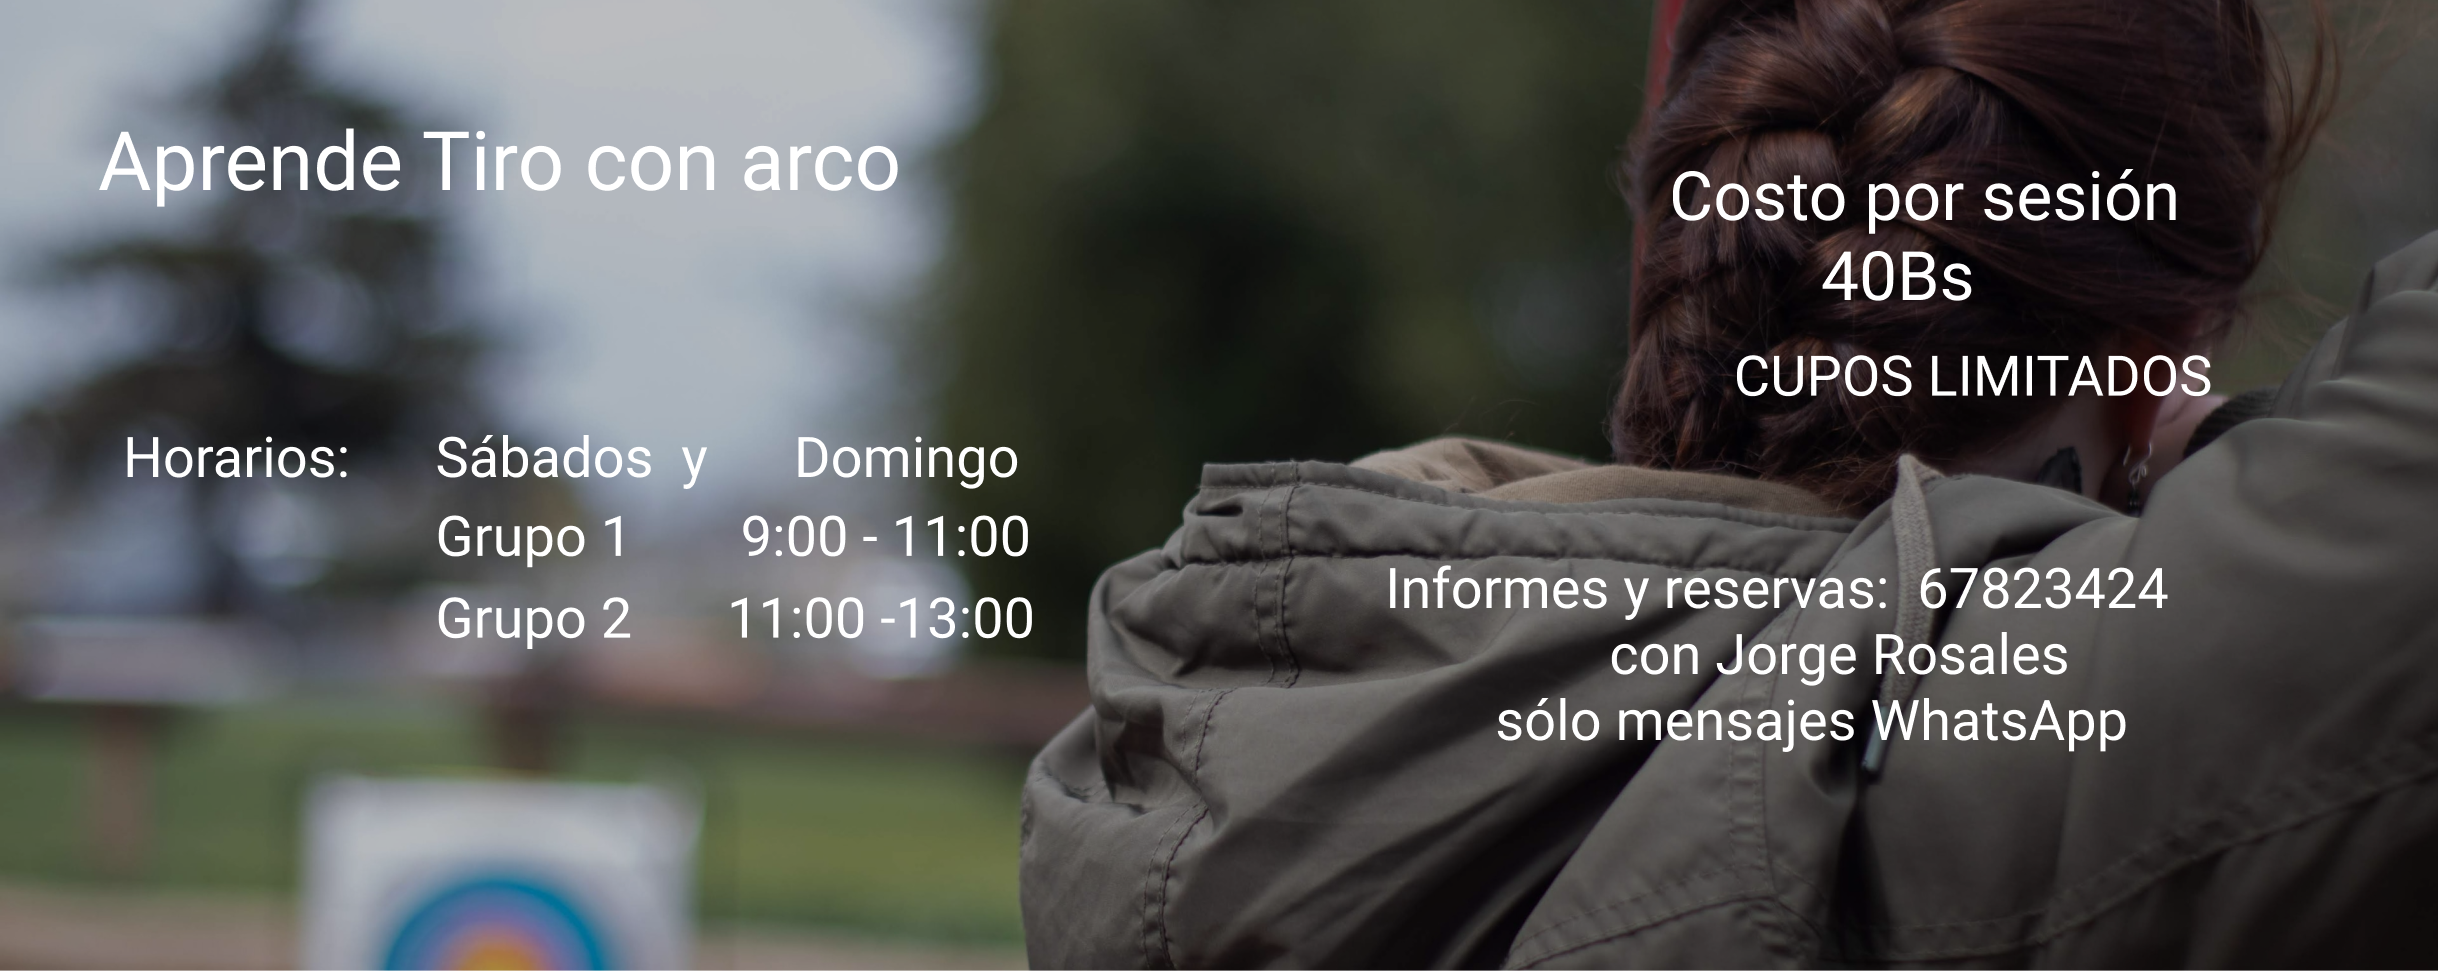 Aprende Tiro con arco
Horarios: Sábados y Domingo
Grupo 1 9:00 - 11:00
Grupo 2 11:00 -13:00
Costo por sesión
40Bs
CUPOS LIMITADOS
Informes y reservas: 67823424
con Jorge Rosales
sólo mensajes WhatsApp